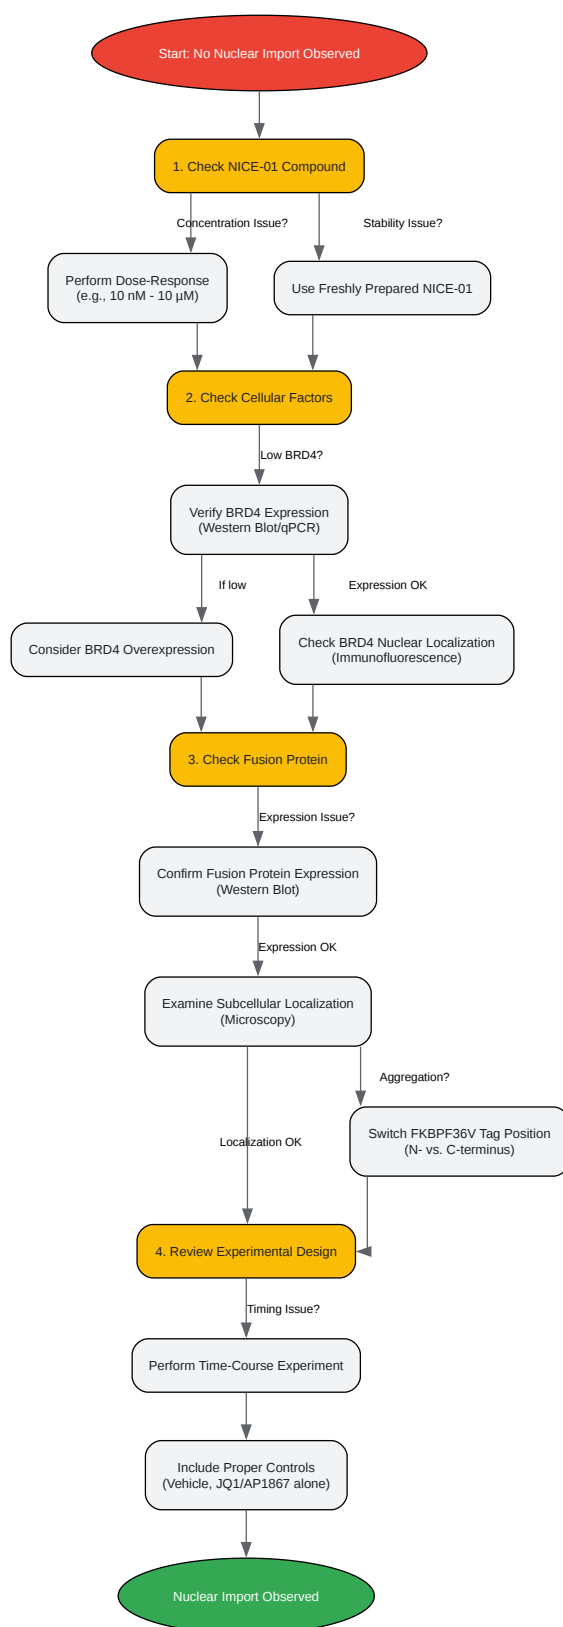 Start: No Nuclear Import Observed
1. Check NICE-01 Compound
Concentration Issue?
Stability Issue?
Perform Dose-Response
(e.g., 10 nM - 10 µM)
Use Freshly Prepared NICE-01
2. Check Cellular Factors
Low BRD4?
Verify BRD4 Expression
(Western Blot/qPCR)
If low
Expression OK
Consider BRD4 Overexpression
Check BRD4 Nuclear Localization
(Immunofluorescence)
3. Check Fusion Protein
Expression Issue?
Confirm Fusion Protein Expression
(Western Blot)
Expression OK
Examine Subcellular Localization
(Microscopy)
Aggregation?
Switch FKBPF36V Tag Position
(N- vs. C-terminus)
Localization OK
4. Review Experimental Design
Timing Issue?
Perform Time-Course Experiment
Include Proper Controls
(Vehicle, JQ1/AP1867 alone)
Nuclear Import Observed